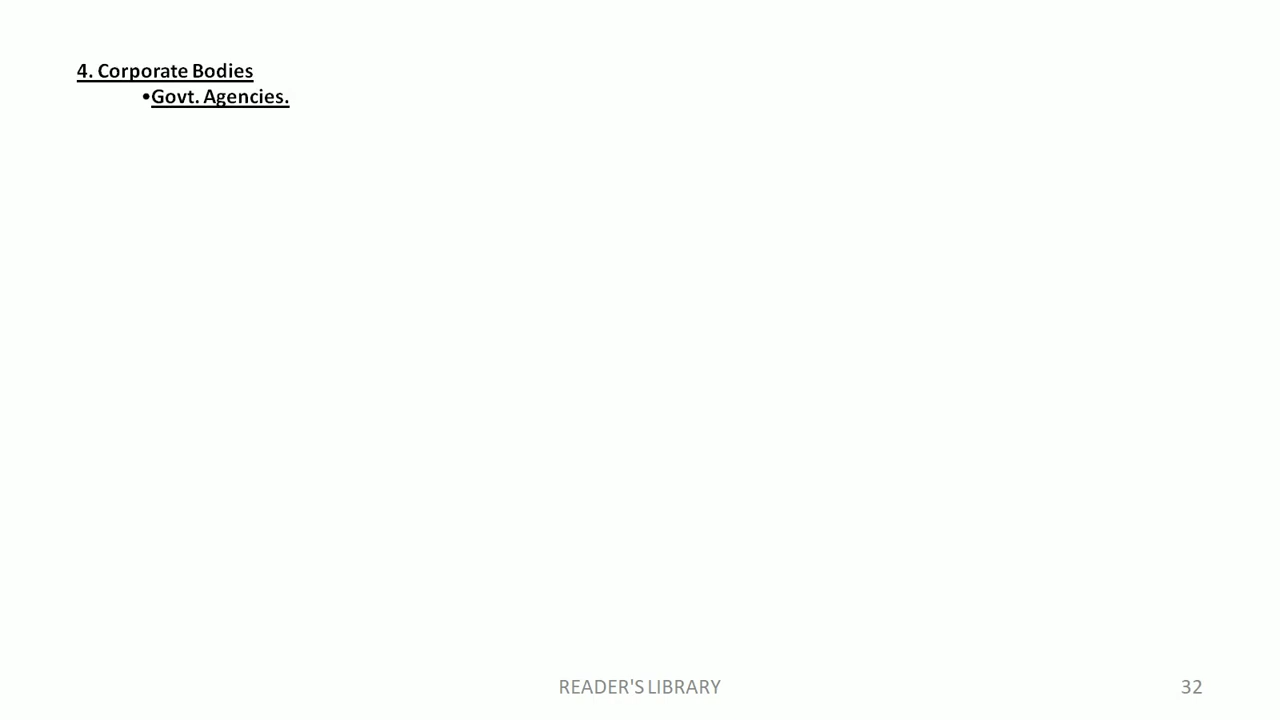 4. Corporate Bodies
•Govt. Agencies.
READER'S LIBRARY
32